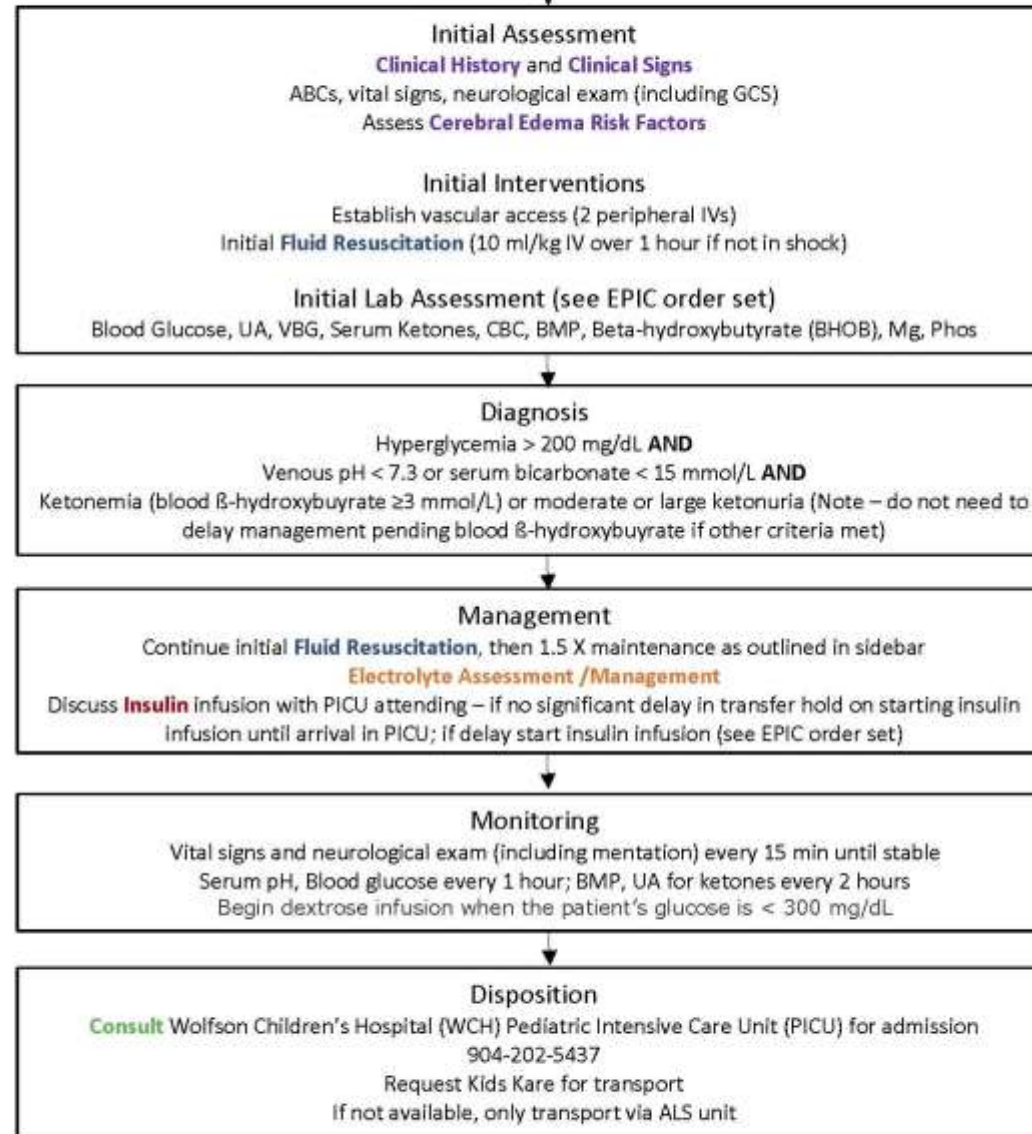 Initial Assessment
Clinical History and Clinical Signs
ABCs, vital signs, neurological exam (including GCS)
Assess Cerebral Edema Risk Factors
Initial Interventions
Establish vascular access (2 peripheral IVs)
Initial Fluid Resuscitation (10 ml/kg IV over 1 hour if not in shock)
Initial Lab Assessment (see EPIC order set)
Blood Glucose, UA, VBG, Serum Ketones, CBC, BMP, Beta-hydroxybutyrate (BHOB), Mg, Phos
Diagnosis
Hyperglycemia > 200 mg/dL AND
Venous pH < 7.3 or serum bicarbonate < 15 mmol/L AND
Ketonemia (blood ß-hydroxybuyrate ≥3 mmol/L) or moderate or large ketonuria (Note – do not need to
delay management pending blood ß-hydroxybuyrate if other criteria met)
Management
Continue initial Fluid Resuscitation, then 1.5 X maintenance as outlined in sidebar
Electrolyte Assessment /Management
Discuss Insulin infusion with PICU attending – if no significant delay in transfer hold on starting insulin
infusion until arrival in PICU; if delay start insulin infusion (see EPIC order set)
Monitoring
Vital signs and neurological exam (including mentation) every 15 min until stable
Serum pH, Blood glucose every 1 hour; BMP, UA for ketones every 2 hours
Begin dextrose infusion when the patient's glucose is < 300 mg/dL
Disposition
Consult Wolfson Children's Hospital (WCH) Pediatric Intensive Care Unit (PICU) for admission
904-202-5437
Request Kids Kare for transport
If not available, only transport via ALS unit